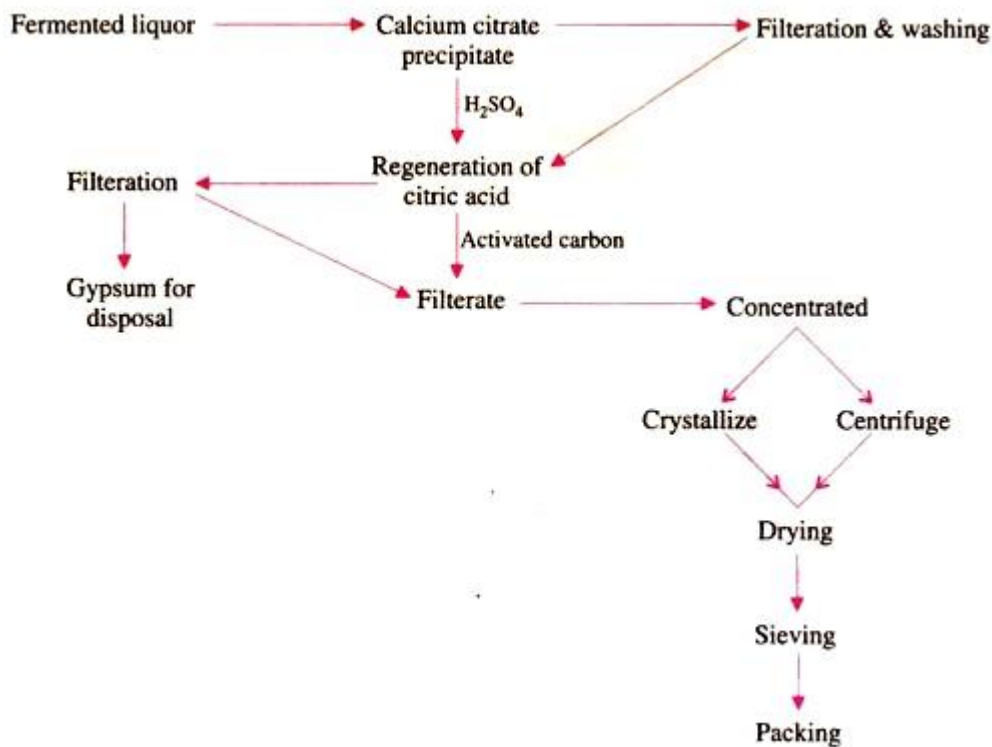 Fermented liquor
Calcium citrate
precipitate
Filteration & washing
H₂SO₄
Regeneration of
citric acid
Filteration
Activated carbon
Gypsum for
disposal
Filterate
Concentrated
Crystallize
Centrifuge
Drying
Sieving
Packing